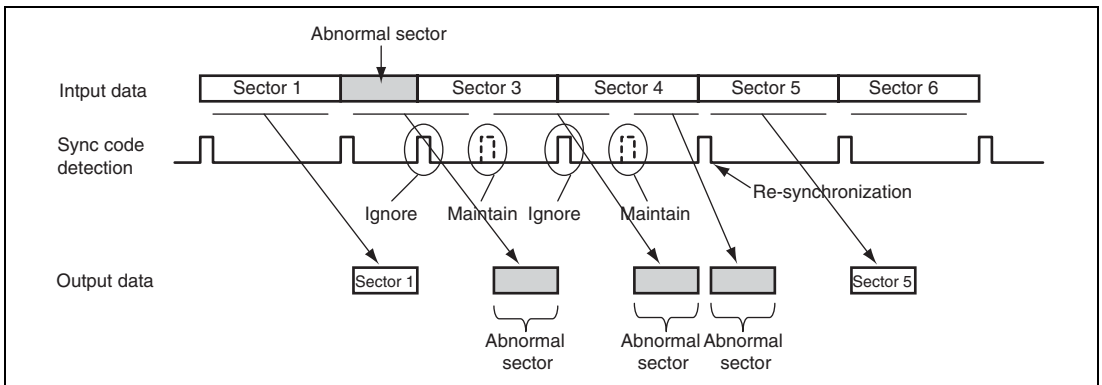 Abnormal sector
Intput data
Sector 1
Sector 3
Sector 4
Sector 5
Sector 6
Sync code
detection
Re-synchronization
Ignore
Maintain
Ignore
Maintain
Output data
Sector 1
Sector 5
Abnormal
sector
Abnormal
sector
Abnormal
sector